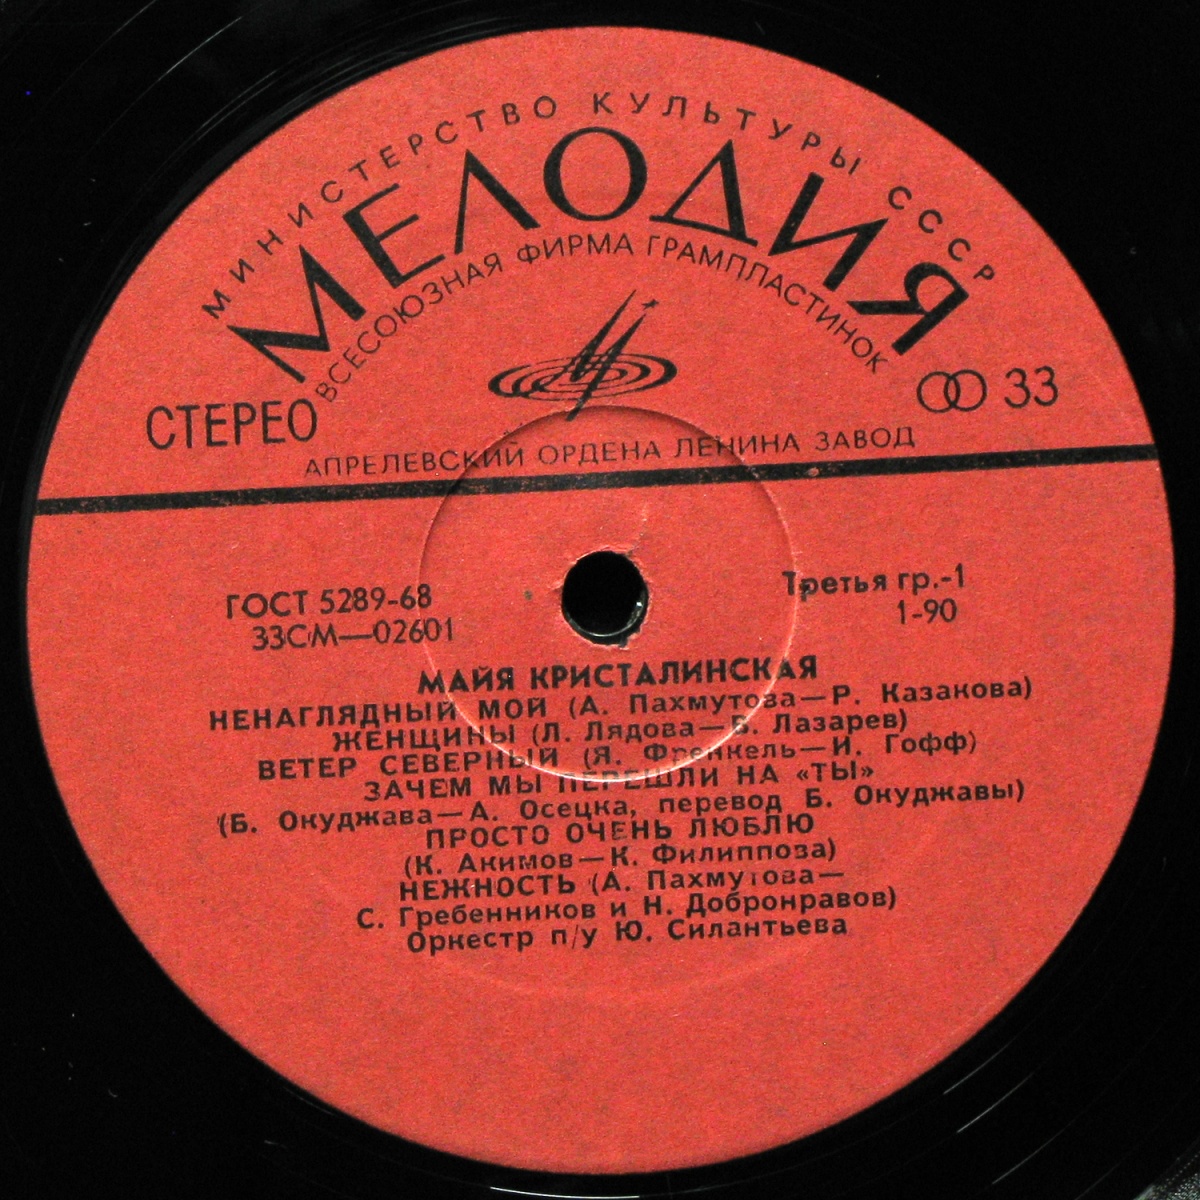 МИНИСТЕРСТВО КУЛЬТУРЫ СССР
МЕЛОДИЯ
ВСЕСОЮЗНАЯ ФИРМА ГРАМПЛАСТИНОК
СТЕРЕО
33
АПРЕЛЕВСКИЙ ОРДЕНА ЛЕНИНА ЗАВОД
ГОСТ 5289-68
33СМ—02601
Третья гр.-1
1-90
МАЙЯ КРИСТАЛИНСКАЯ
НЕНАГЛЯДНЫЙ МОЙ (А. Пахмутова—Р. Казакова)
ЖЕНЩИНЫ (Л. Лядова—Б. Лазарев)
ВЕТЕР СЕВЕРНЫЙ (Я. Френкель—И. Гофф)
ЗАЧЕМ МЫ ПЕРЕШЛИ НА «ТЫ»
(Б. Окуджава—А. Осецка, перевод Б. Окуджавы)
ПРОСТО ОЧЕНЬ ЛЮБЛЮ
(К. Акимов—К. Филиппоза)
НЕЖНОСТЬ (А. Пахмутова—
С. Гребенников и Н. Добронравов)
Оркестр п/у Ю. Силантьева